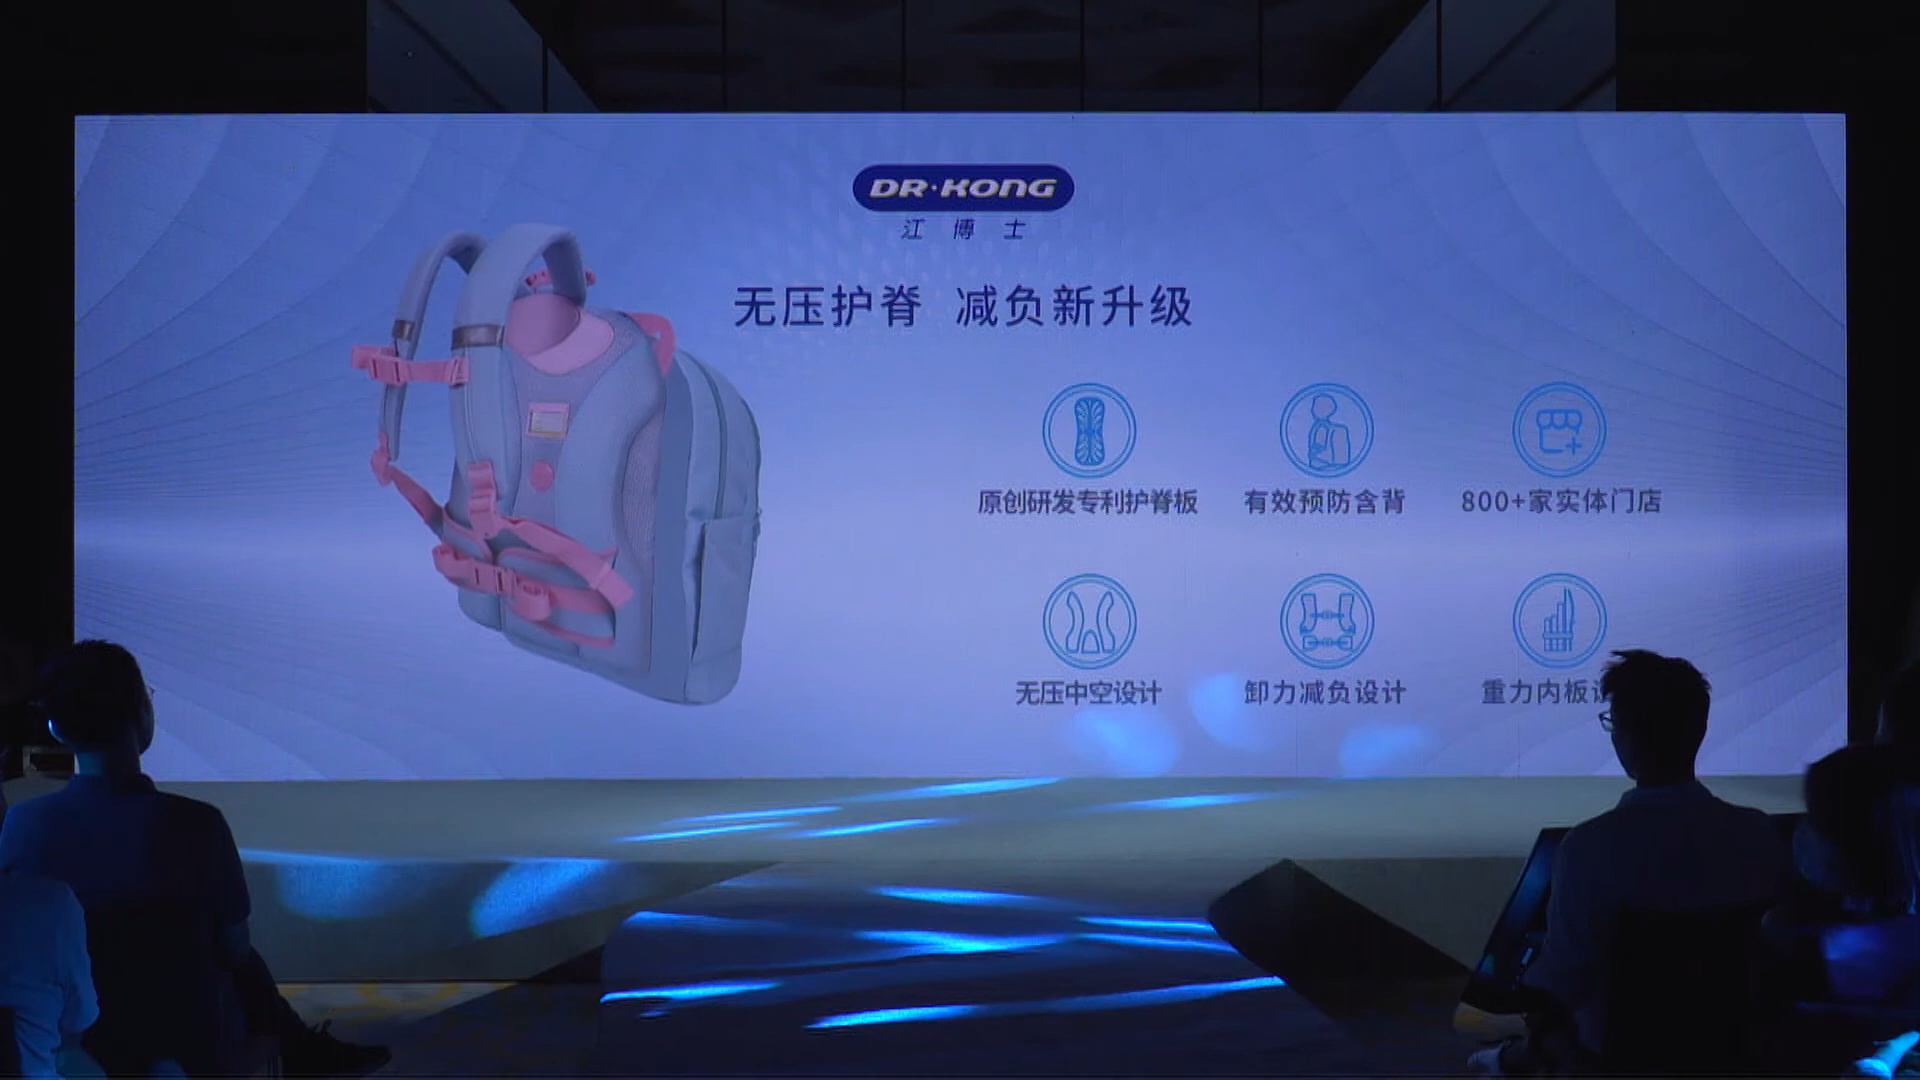 DR·KONG
江博士
无压护脊 减负新升级
原创研发专利护脊板
有效预防含背
800+家实体门店
无压中空设计
卸力减负设计
重力内板设